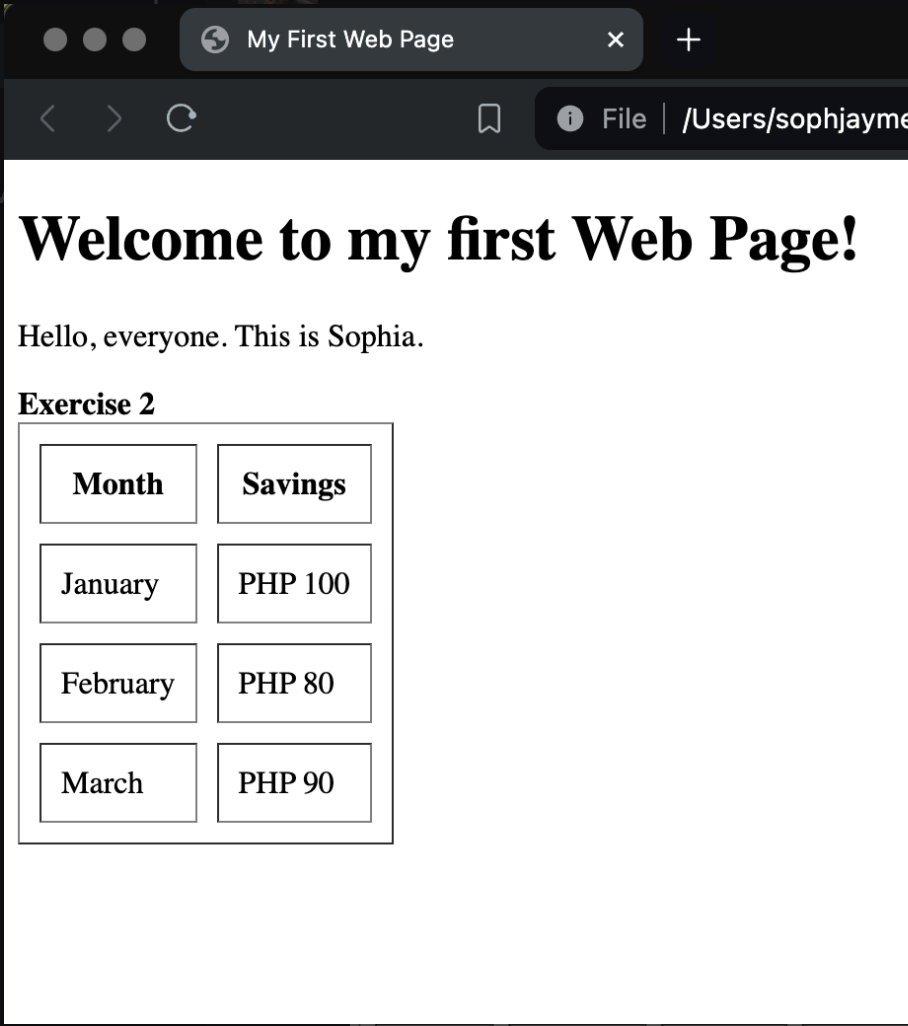 My First Web Page
File /Users/sophjayme
Welcome to my first Web Page!
Hello, everyone. This is Sophia.
Exercise 2
Month Savings
January PHP 100
February PHP 80
March PHP 90